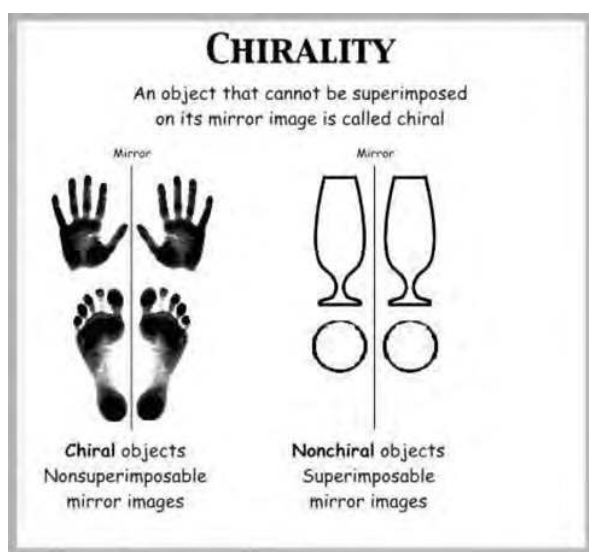 CHIRALITY
An object that cannot be superimposed
on its mirror image is called chiral
Mirror
Mirror
Chiral objects
Nonsuperimposable
mirror images
Nonchiral objects
Superimposable
mirror images